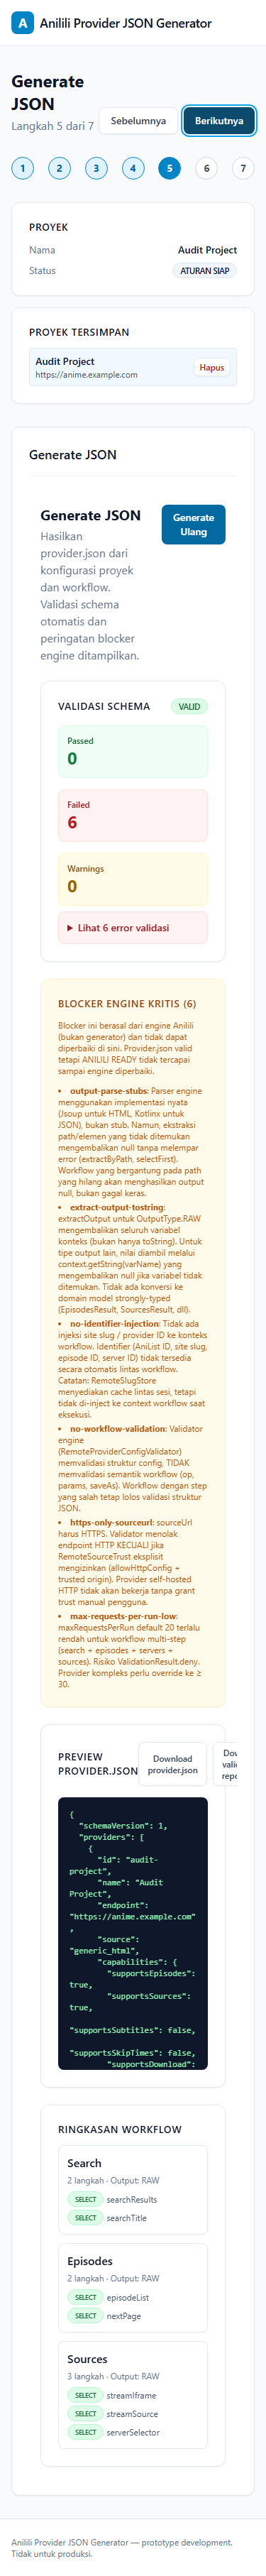 A Anilili Provider JSON Generator
Generate
JSON
Langkah 5 dari 7
Sebelumnya
Berikutnya
1 2 3 4 5 6 7
PROYEK
Nama Audit Project
Status ATURAN SIAP
PROYEK TERSIMPAN
Audit Project
https://anime.example.com
Hapus
Generate JSON
Generate JSON
Generate
Ulang
Hasilkan
provider.json dari
konfigurasi proyek
dan workflow.
Validasi schema
otomatis dan
peringatan blocker
engine ditampilkan.
VALIDASI SCHEMA VALID
Passed
0
Failed
6
Warnings
0
▶ Lihat 6 error validasi
BLOCKER ENGINE KRITIS (6)
Blocker ini berasal dari engine Anilili
(bukan generator) dan tidak dapat
diperbaiki di sini. Provider.json valid
tetapi ANILILI READY tidak tercapai
sampai engine diperbaiki.
• output-parse-stubs: Parser engine
menggunakan implementasi nyata
(Jsoup untuk HTML, Kotlinx untuk
JSON), bukan stub. Namun, ekstraksi
path/elemen yang tidak ditemukan
mengembalikan null tanpa melempar
error (extractByPath, selectFirst).
Workflow yang bergantung pada path
yang hilang akan menghasilkan output
null, bukan gagal keras.
• extract-output-tostring:
extractOutput untuk OutputType.RAW
mengembalikan seluruh variabel
konteks (bukan hanya toString). Untuk
tipe output lain, nilai diambil melalui
context.getString(varName) yang
mengembalikan null jika variabel tidak
ditemukan. Tidak ada konversi ke
domain model strongly-typed
(EpisodesResult, SourcesResult, dll).
• no-identifier-injection: Tidak ada
injeksi site slug / provider ID ke konteks
workflow. Identifier (AniList ID, site slug,
episode ID, server ID) tidak tersedia
secara otomatis lintas workflow.
Catatan: RemoteSlugStore
menyediakan cache lintas sesi, tetapi
tidak di-inject ke context workflow saat
eksekusi.
• no-workflow-validation: Validator
engine
(RemoteProviderConfigValidator)
memvalidasi struktur config, TIDAK
memvalidasi semantik workflow (op,
params, saveAs). Workflow dengan step
yang salah tetap lolos validasi struktur
JSON.
• https-only-sourceurl: sourceUrl
harus HTTPS. Validator menolak
endpoint HTTP KECUALI jika
RemoteSourceTrust eksplisit
mengizinkan (allowHttpConfig +
trusted origin). Provider self-hosted
HTTP tidak akan bekerja tanpa grant
trust manual pengguna.
• max-requests-per-run-low:
maxRequestsPerRun default 20 terlalu
rendah untuk workflow multi-step
(search + episodes + servers +
sources). Risiko ValidationResult.deny.
Provider kompleks perlu override ke ≥
30.
PREVIEW
PROVIDER.JSON
Download
provider.json
{
"schemaVersion": 1,
"providers": [
{
"id": "audit-
project",
"name": "Audit
Project",
"endpoint":
"https://anime.example.com"
,
"source":
"generic_html",
"capabilities": {
"supportsEpisodes":
true,
"supportsSources":
true,
"supportsSubtitles": false,
"supportsSkipTimes": false,
"supportsDownload":
RINGKASAN WORKFLOW
Search
2 langkah · Output: RAW
SELECT searchResults
SELECT searchTitle
Episodes
2 langkah · Output: RAW
SELECT episodeList
SELECT nextPage
Sources
3 langkah · Output: RAW
SELECT streamIframe
SELECT streamSource
SELECT serverSelector
Anilili Provider JSON Generator — prototype development.
Tidak untuk produksi.